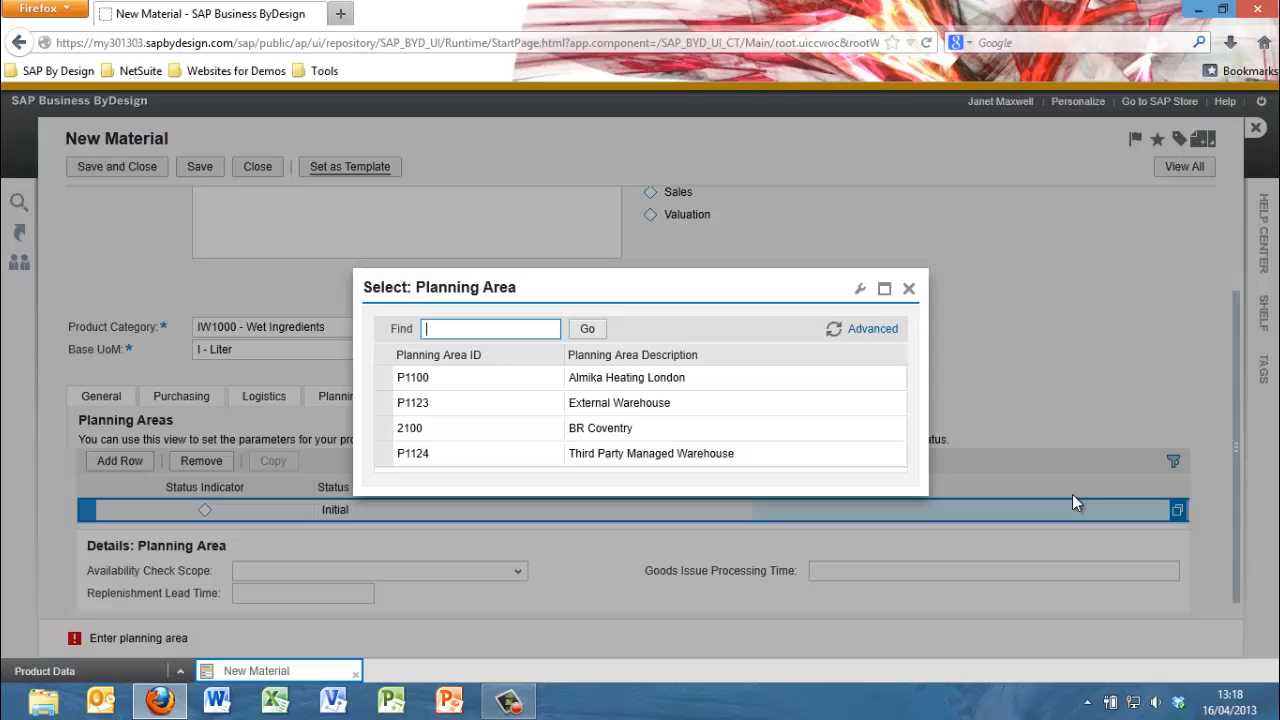 Firefox
New Material - SAP Business ByDesign
https://my301303.sapbydesign.com/sap/public/ap/ui/repository/SAP_BYD_UI/Runtime/StartPage.html?app.component=/SAP_BYD_UI_CT/Main/root.uiccwoc&rootW
Google
SAP By Design
NetSuite
Websites for Demos
Tools
Bookmarks
SAP Business ByDesign
Janet Maxwell
Personalize
Go to SAP Store
Help
New Material
Save and Close
Save
Close
Set as Template
View All
Sales
Valuation
HELP CENTER
SHELF
TAGS
Select: Planning Area
Find
Go
Advanced
Planning Area ID
Planning Area Description
P1100
Almika Heating London
P1123
External Warehouse
2100
BR Coventry
P1124
Third Party Managed Warehouse
Product Category:*
IW1000 - Wet Ingredients
Base UoM:*
l - Liter
General
Purchasing
Logistics
Plannin
Planning Areas
You can use this view to set the parameters for your pro
atus.
Add Row
Remove
Copy
Status Indicator
Status
Initial
Details: Planning Area
Availability Check Scope:
Goods Issue Processing Time:
Replenishment Lead Time:
Enter planning area
Product Data
New Material
13:18
16/04/2013